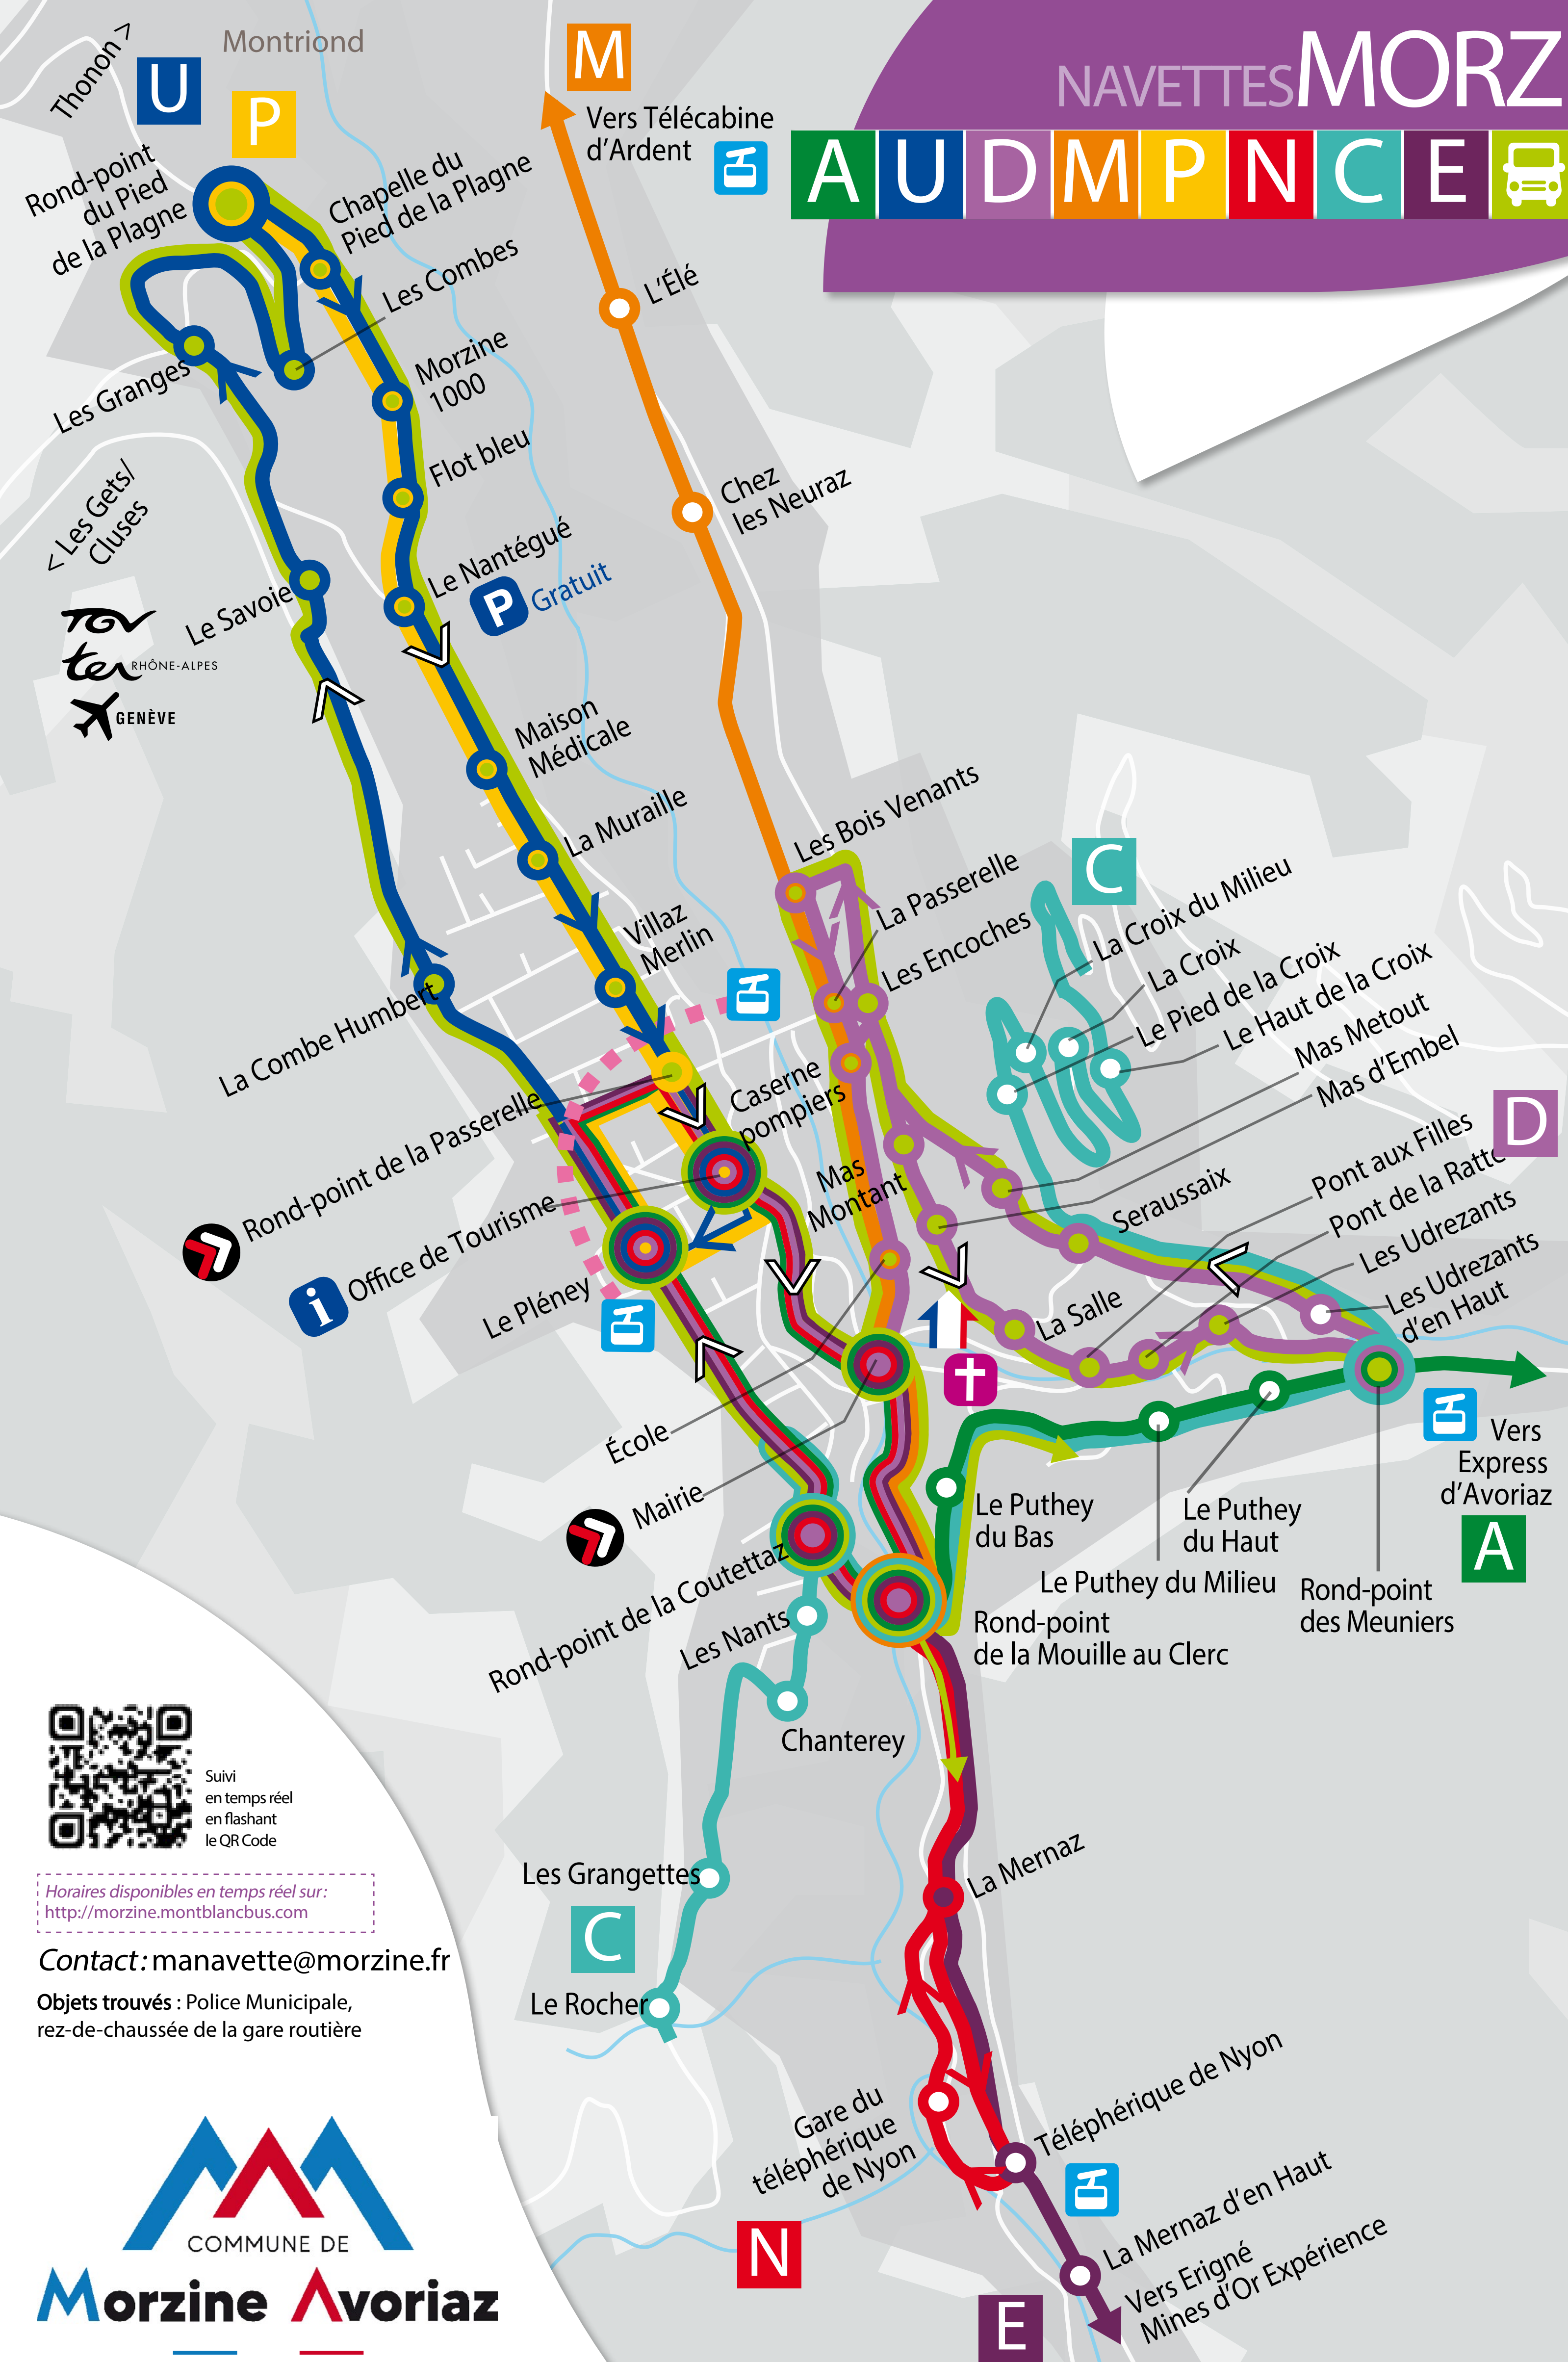 NAVETTES MORZ
A U D M P N C E
Montriond
Thonon >
U
P
M
Vers Télécabine
d'Ardent
Rond-point
du Pied
de la Plagne
Chapelle du
Pied de la Plagne
Les Combes
L'Élé
Morzine
1000
Les Granges
Flot bleu
Chez
les Neuraz
< Les Gets/
Cluses
Le Nantégué
P Gratuit
Le Savoie
TGV
ter RHÔNE-ALPES
GENÈVE
Maison
Médicale
La Muraille
Les Bois Venants
Villaz
Merlin
La Passerelle
Les Encoches
C
La Croix du Milieu
La Croix
Le Pied de la Croix
Le Haut de la Croix
Mas Metout
Mas d'Embel
La Combe Humbert
Caserne
pompiers
D
Rond-point de la Passerelle
Mas
Montant
Pont aux Filles
Pont de la Ratte
Seraussaix
Les Udrezants
Les Udrezants
d'en Haut
i Office de Tourisme
Le Pléney
La Salle
École
Mairie
Vers
Express
d'Avoriaz
A
Le Puthey
du Bas
Le Puthey
du Haut
Le Puthey du Milieu
Rond-point
des Meuniers
Rond-point de la Coutettaz
Rond-point
de la Mouille au Clerc
Les Nants
Chanterey
La Mernaz
Les Grangettes
C
Le Rocher
Suivi
en temps réel
en flashant
le QR Code
Horaires disponibles en temps réel sur :
http://morzine.montblancbus.com
Contact : manavette@morzine.fr
Objets trouvés : Police Municipale,
rez-de-chaussée de la gare routière
Gare du
téléphérique
de Nyon
Téléphérique de Nyon
N
La Mernaz d'en Haut
Vers Erigné
Mines d'Or Expérience
E
COMMUNE DE
Morzine Avoriaz